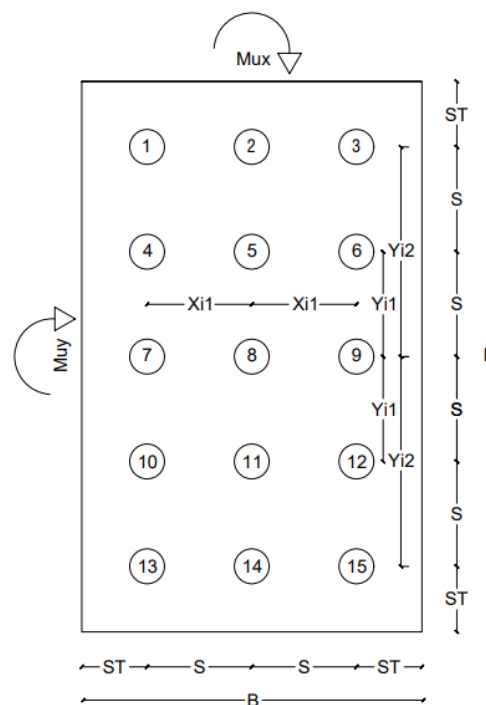 Mux
ST
1 2 3
S
4 5 6 Yi2
Xi1 Xi1 Yi1 S
Muy
7 8 9
Yi1 S
10 11 12 Yi2
S
13 14 15
ST
ST S S ST
B